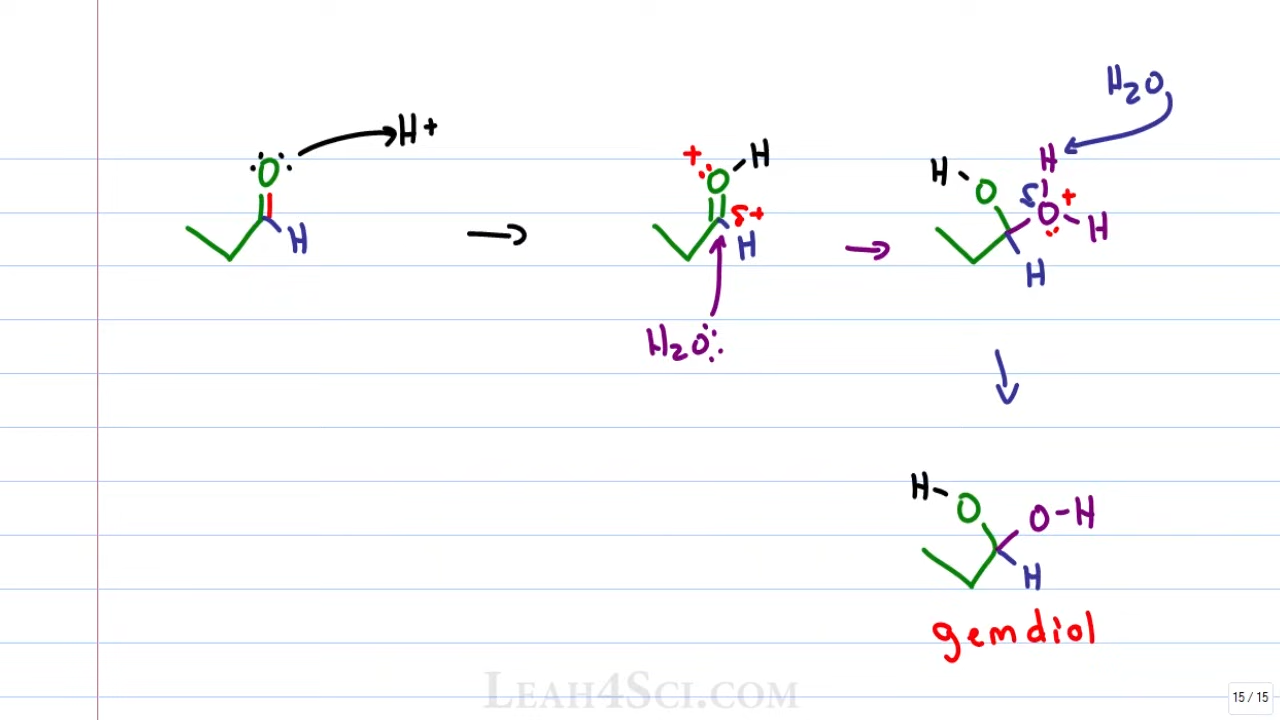 H2O
:O: H+
+ :O H
δ+
H
H
H
O O +
H
H
H
H2O:
H
O O-H
H
gemdiol
LEAH4SCI.COM
15 / 15